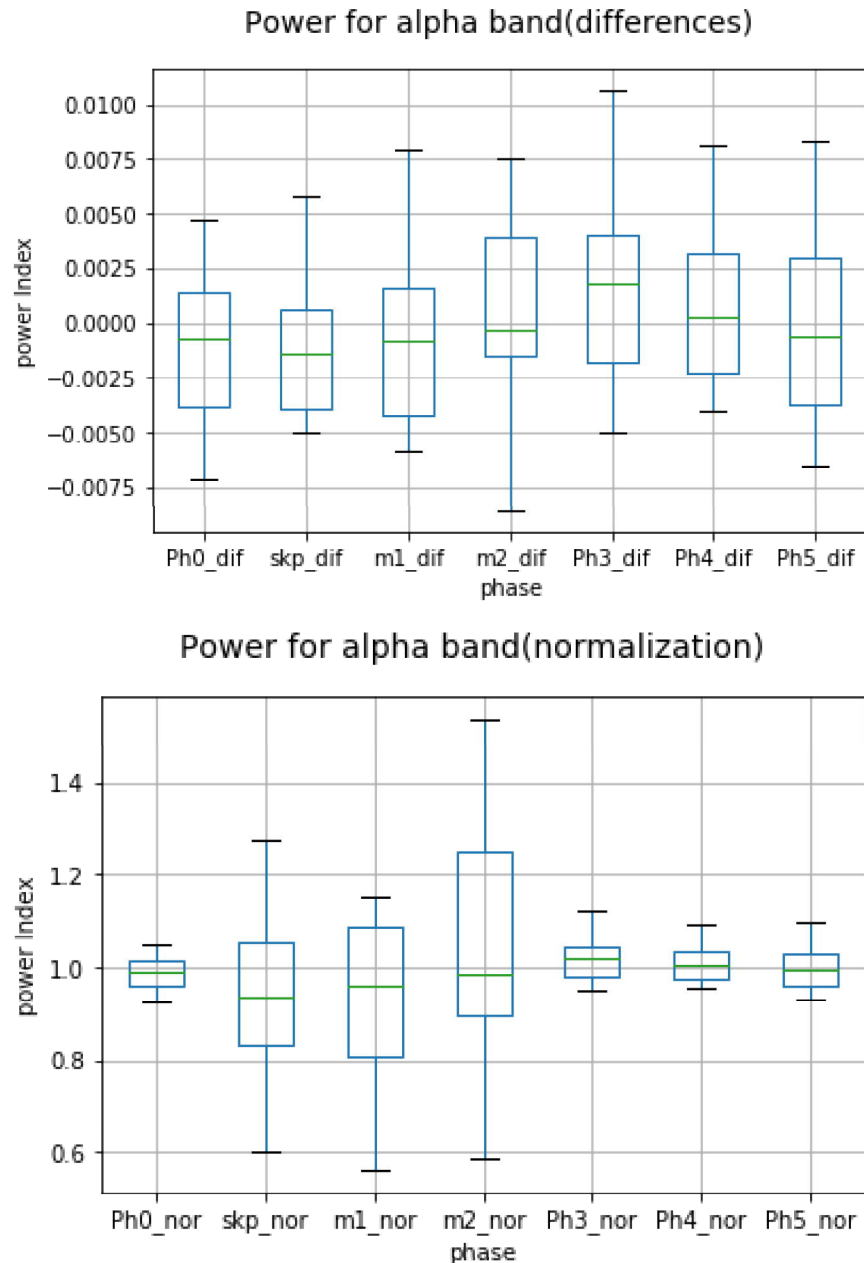 Power for alpha band(differences)
0.0100
0.0075
0.0050
0.0025
0.0000
−0.0025
−0.0050
−0.0075
power Index
Ph0_dif skp_dif m1_dif m2_dif Ph3_dif Ph4_dif Ph5_dif
phase
Power for alpha band(normalization)
1.4
1.2
1.0
0.8
0.6
power Index
Ph0_nor skp_nor m1_nor m2_nor Ph3_nor Ph4_nor Ph5_nor
phase